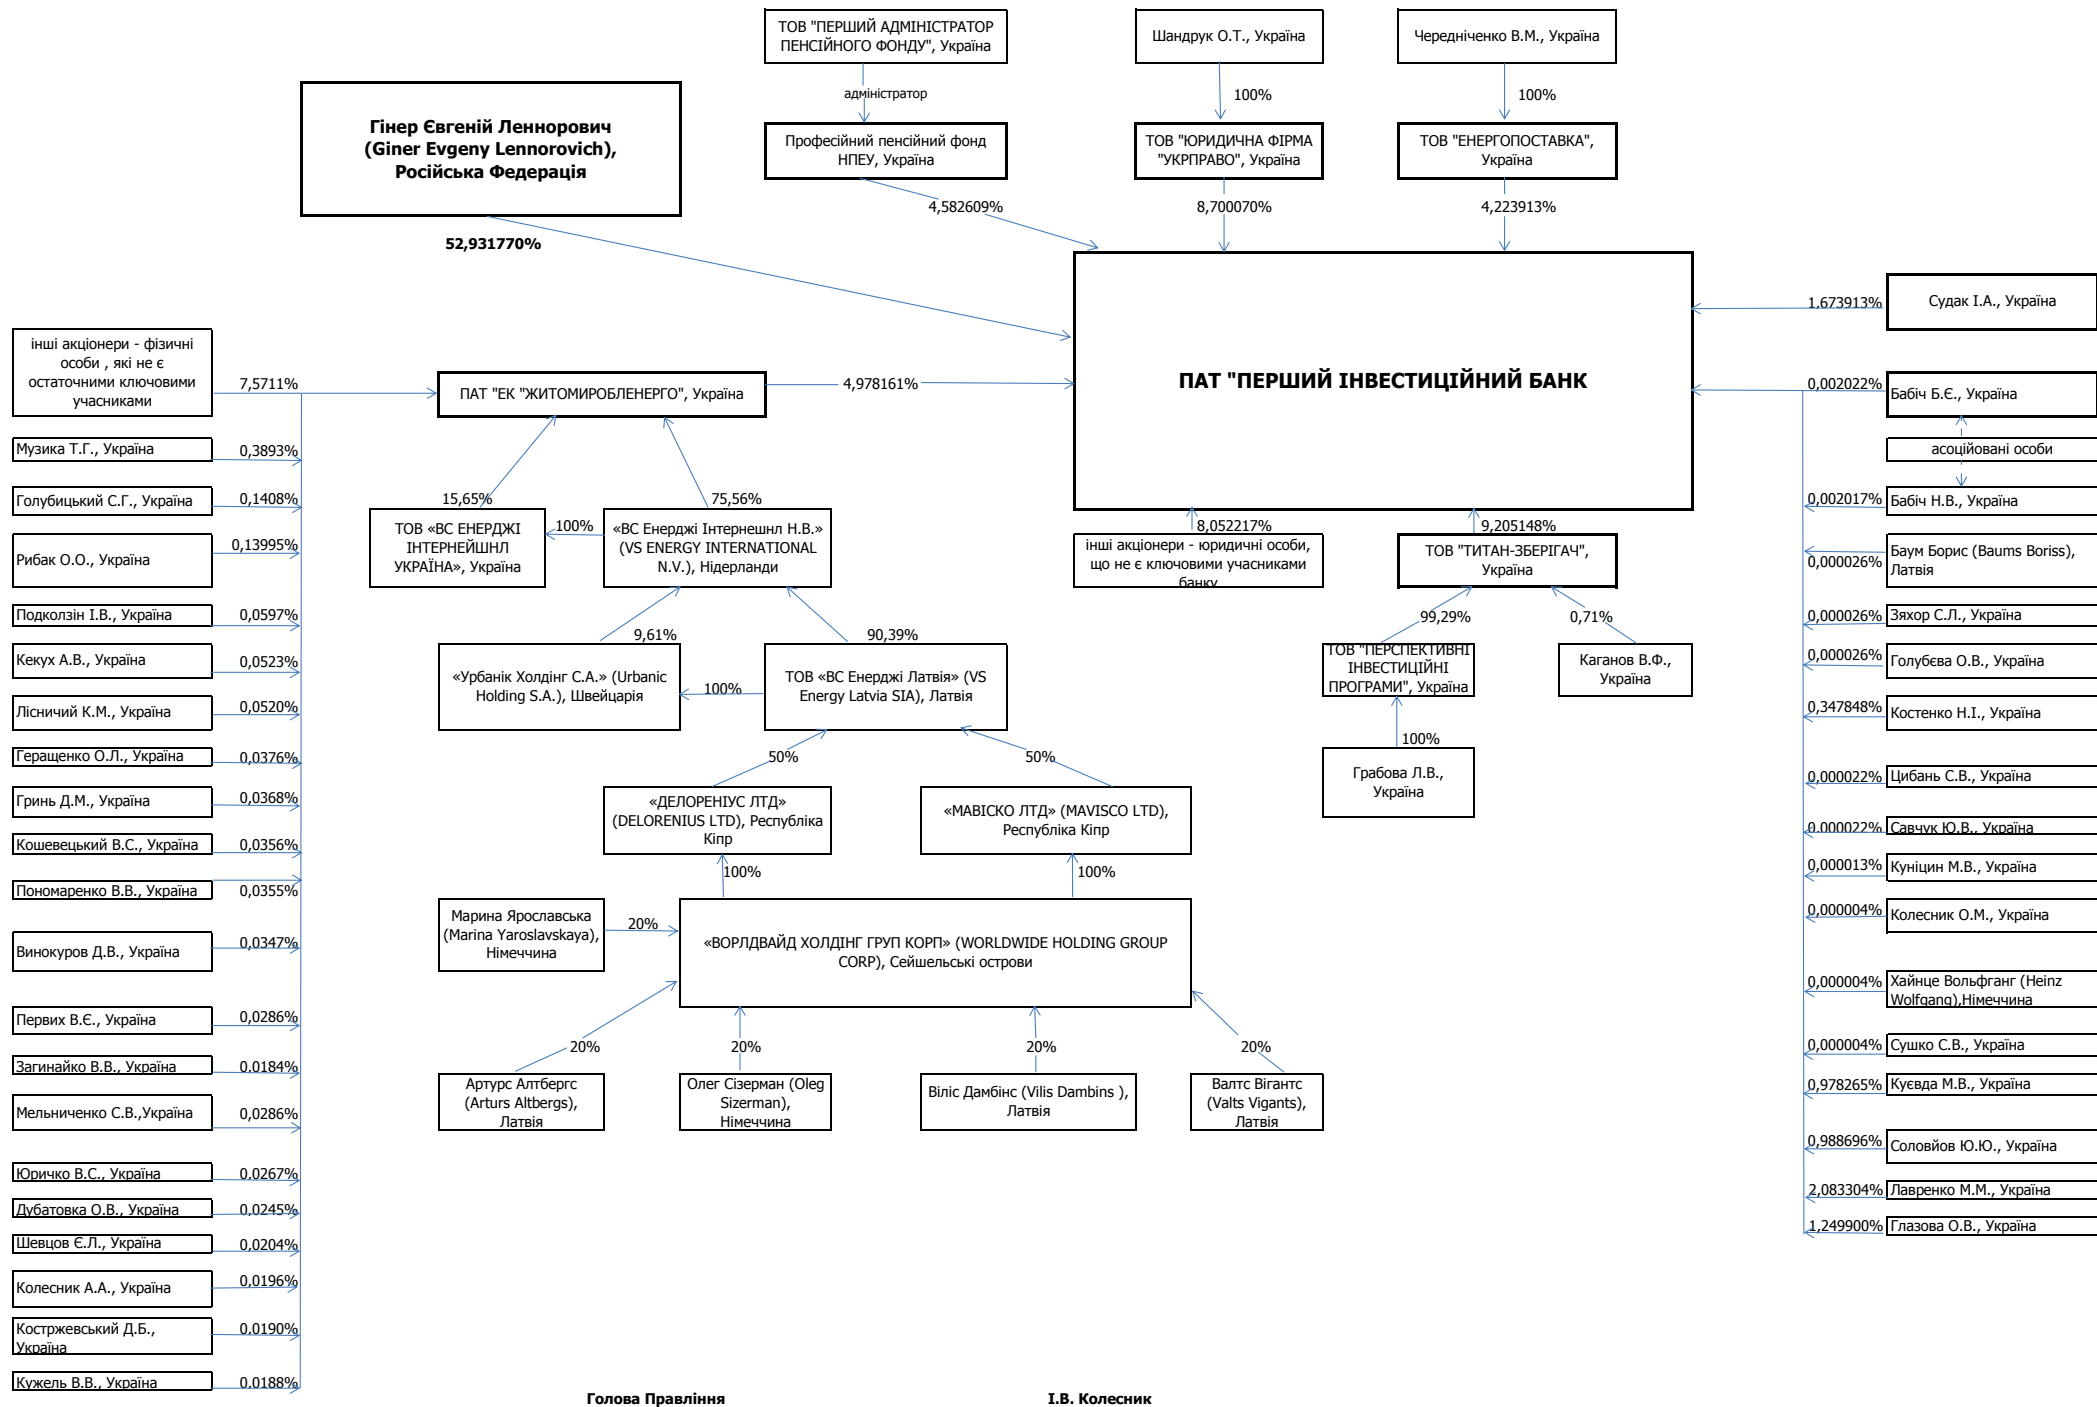 ТОВ "ПЕРШИЙ АДМІНІСТРАТОР
ПЕНСІЙНОГО ФОНДУ", Україна
Шандрук О.Т., Україна
Чередніченко В.М., Україна
адміністратор
100%
100%
Гінер Євгеній Леннорович
(Giner Evgeny Lennorovich),
Російська Федерація
Професійний пенсійний фонд
НПЕУ, Україна
ТОВ "ЮРИДИЧНА ФІРМА
"УКРПРАВО", Україна
ТОВ "ЕНЕРГОПОСТАВКА",
Україна
4,582609%
8,700070%
4,223913%
52,931770%
ПАТ "ПЕРШИЙ ІНВЕСТИЦІЙНИЙ БАНК
1,673913%
Судак І.А., Україна
інші акціонери - фізичні
особи , які не є
остаточними ключовими
учасниками
7,5711%
ПАТ "ЕК "ЖИТОМИРОБЛЕНЕРГО", Україна
4,978161%
0,002022%
Бабіч Б.Є., Україна
асоційовані особи
0,002017%
Бабіч Н.В., Україна
Музика Т.Г., Україна
0,3893%
Голубицький С.Г., Україна
0,1408%
Рибак О.О., Україна
0,13995%
15,65%
75,56%
ТОВ «ВС ЕНЕРДЖІ
ІНТЕРНЕЙШНЛ
УКРАЇНА», Україна
100%
«ВС Енерджі Інтернешнл Н.В.»
(VS ENERGY INTERNATIONAL
N.V.), Нідерланди
8,052217%
інші акціонери - юридичні особи,
що не є ключовими учасниками
банку
9,205148%
ТОВ "ТИТАН-ЗБЕРІГАЧ",
Україна
Баум Борис (Baums Boriss),
Латвія
0,000026%
Подколзін І.В., Україна
0,0597%
9,61%
90,39%
99,29%
0,71%
0,000026%
Зяхор С.Л., Україна
Кекух А.В., Україна
0,0523%
«Урбанік Холдінг С.А.» (Urbanic
Holding S.A.), Швейцарія
100%
ТОВ «ВС Енерджі Латвія» (VS
Energy Latvia SIA), Латвія
ТОВ "ПЕРСПЕКТИВНІ
ІНВЕСТИЦІЙНІ
ПРОГРАМИ", Україна
Каганов В.Ф.,
Україна
0,000026%
Голубєва О.В., Україна
Лісничий К.М., Україна
0,0520%
0,347848%
Костенко Н.І., Україна
Геращенко О.Л., Україна
0,0376%
50%
50%
100%
Грабова Л.В.,
Україна
0,000022%
Цибань С.В., Україна
Гринь Д.М., Україна
0,0368%
«ДЕЛОРЕНІУС ЛТД»
(DELORENIUS LTD), Республіка
Кіпр
«МАВІСКО ЛТД» (MAVISCO LTD),
Республіка Кіпр
0,000022%
Савчук Ю.В., Україна
Кошевецький В.С., Україна
0,0356%
100%
100%
0,000013%
Куніцин М.В., Україна
Пономаренко В.В., Україна
0,0355%
0,000004%
Колесник О.М., Україна
Винокуров Д.В., Україна
0,0347%
Марина Ярославська
(Marina Yaroslavskaya),
Німеччина
20%
«ВОРЛДВАЙД ХОЛДІНГ ГРУП КОРП» (WORLDWIDE HOLDING GROUP
CORP), Сейшельські острови
0,000004%
Хайнце Вольфганг (Heinz
Wolfgang),Німеччина
Первих В.Є., Україна
0,0286%
20%
20%
20%
20%
0,000004%
Сушко С.В., Україна
Загинайко В.В., Україна
0,0184%
Артурс Алтбергс
(Arturs Altbergs),
Латвія
Олег Сізерман (Oleg
Sizerman),
Німеччина
Віліс Дамбінс (Vilis Dambins ),
Латвія
Валтс Вігантс
(Valts Vigants),
Латвія
0,978265%
Куєвда М.В., Україна
Мельниченко С.В.,Україна
0,0286%
0,988696%
Соловйов Ю.Ю., Україна
Юричко В.С., Україна
0,0267%
2,083304%
Лавренко М.М., Україна
Дубатовка О.В., Україна
0,0245%
1,249900%
Глазова О.В., Україна
Шевцов Є.Л., Україна
0,0204%
Колесник А.А., Україна
0,0196%
Костржевський Д.Б.,
Україна
0,0190%
Кужель В.В., Україна
0,0188%
Голова Правління
І.В. Колесник